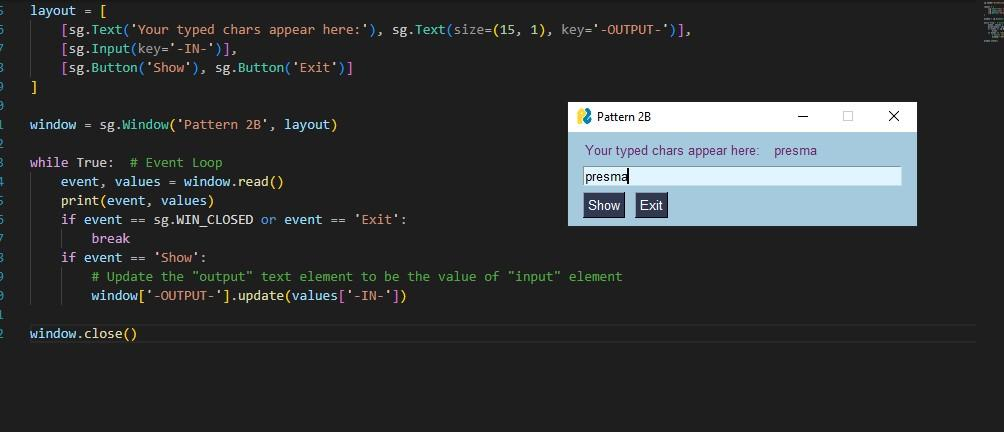 layout = [
[sg.Text('Your typed chars appear here:'), sg.Text(size=(15, 1), key='-OUTPUT-')],
[sg.Input(key='-IN-')],
[sg.Button('Show'), sg.Button('Exit')]
]
window = sg.Window('Pattern 2B', layout)
while True:  # Event Loop
event, values = window.read()
print(event, values)
if event == sg.WIN_CLOSED or event == 'Exit':
break
if event == 'Show':
# Update the "output" text element to be the value of "input" element
window['-OUTPUT-'].update(values['-IN-'])
window.close()
Pattern 2B
Your typed chars appear here: presma
presma
Show Exit